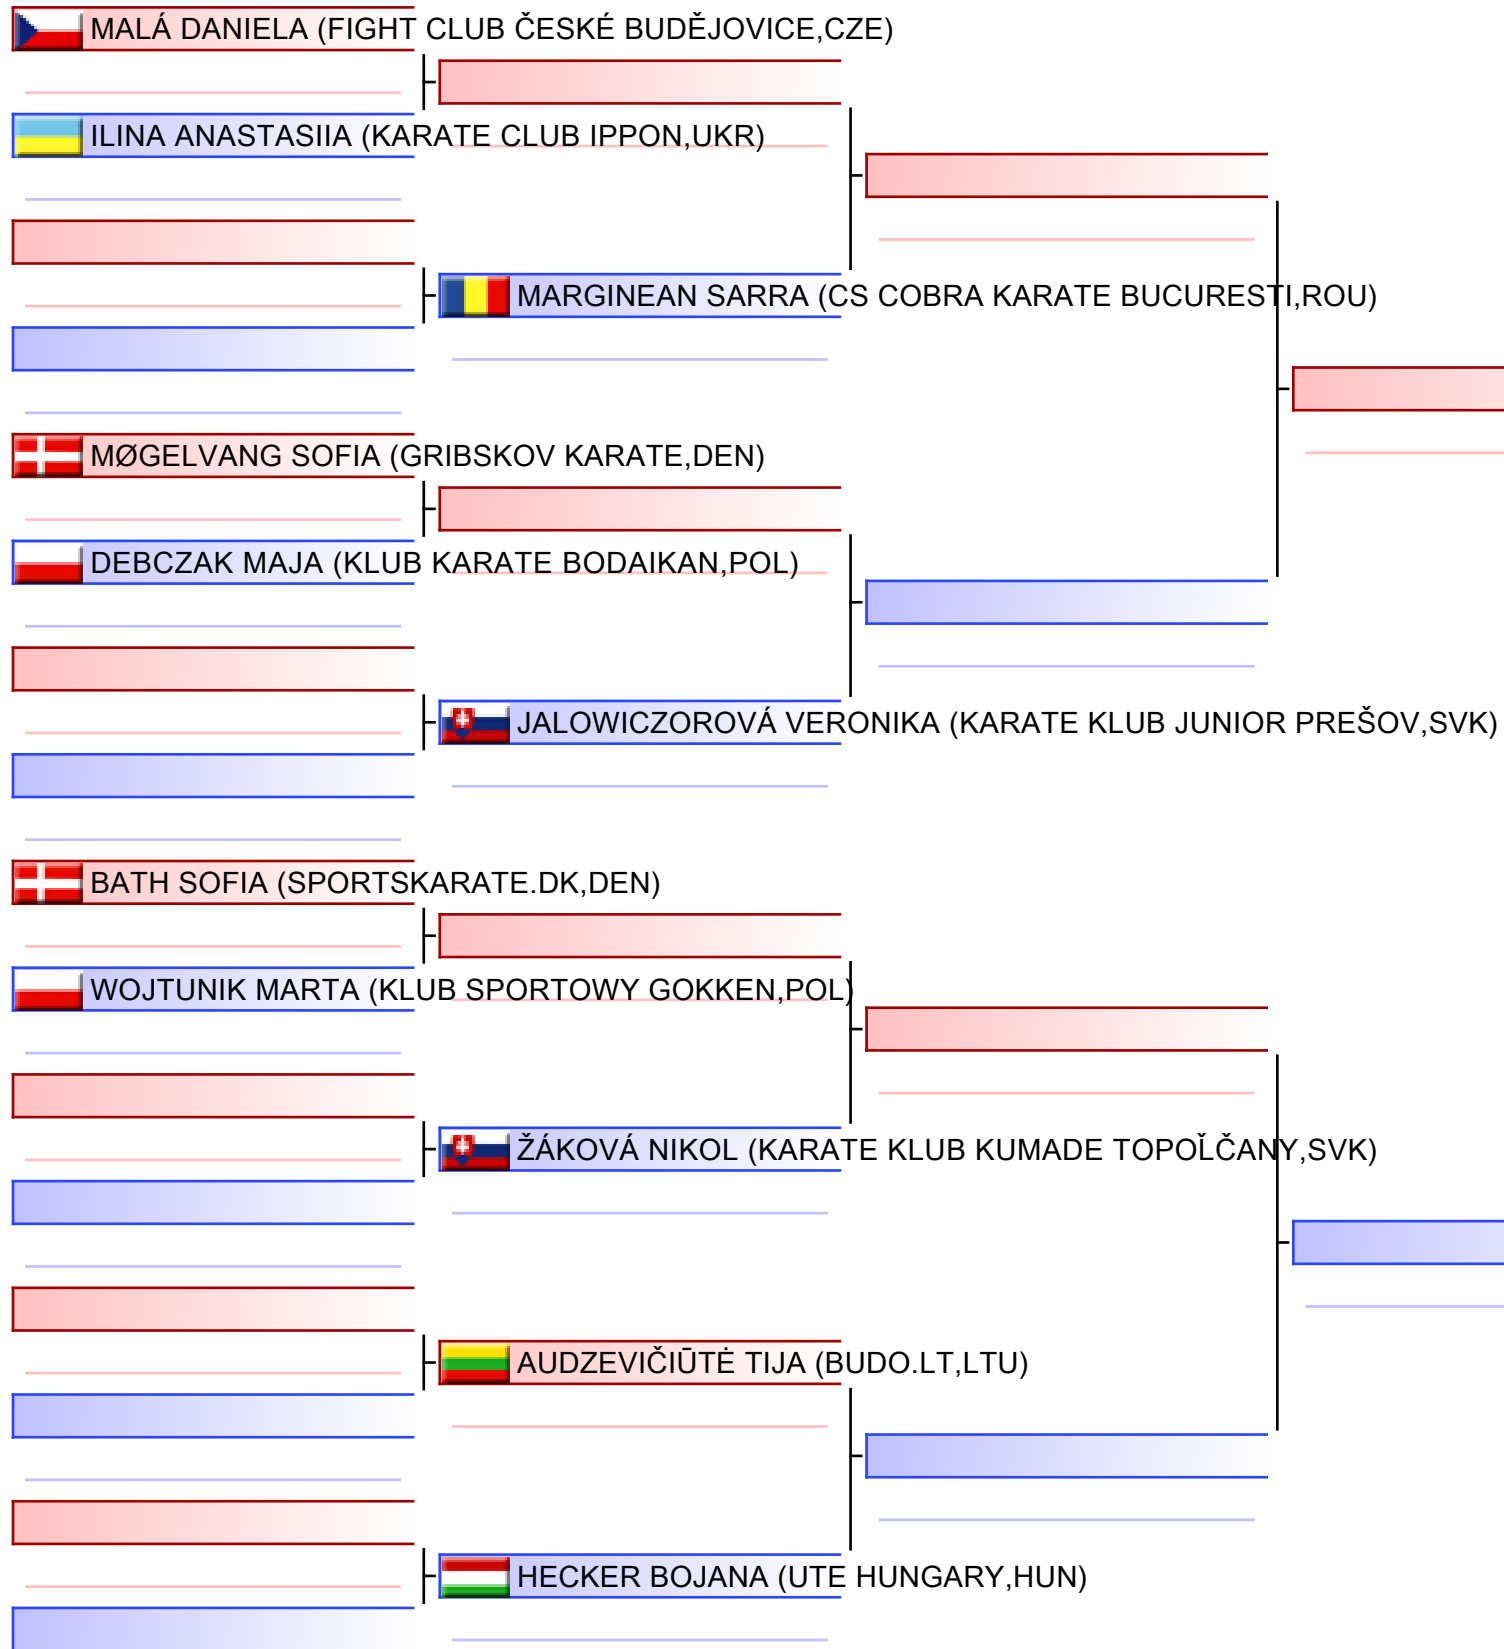 MALÁ DANIELA (FIGHT CLUB ČESKÉ BUDĚJOVICE,CZE)
ILINA ANASTASIIA (KARATE CLUB IPPON,UKR)
MARGINEAN SARRA (CS COBRA KARATE BUCURESTI,ROU)
MØGELVANG SOFIA (GRIBSKOV KARATE,DEN)
DEBCZAK MAJA (KLUB KARATE BODAIKAN,POL)
JALOWICZOROVÁ VERONIKA (KARATE KLUB JUNIOR PREŠOV,SVK)
BATH SOFIA (SPORTSKARATE.DK,DEN)
WOJTUNIK MARTA (KLUB SPORTOWY GOKKEN,POL)
ŽÁKOVÁ NIKOL (KARATE KLUB KUMADE TOPOĽČANY,SVK)
AUDZEVIČIŪTĖ TIJA (BUDO.LT,LTU)
HECKER BOJANA (UTE HUNGARY,HUN)